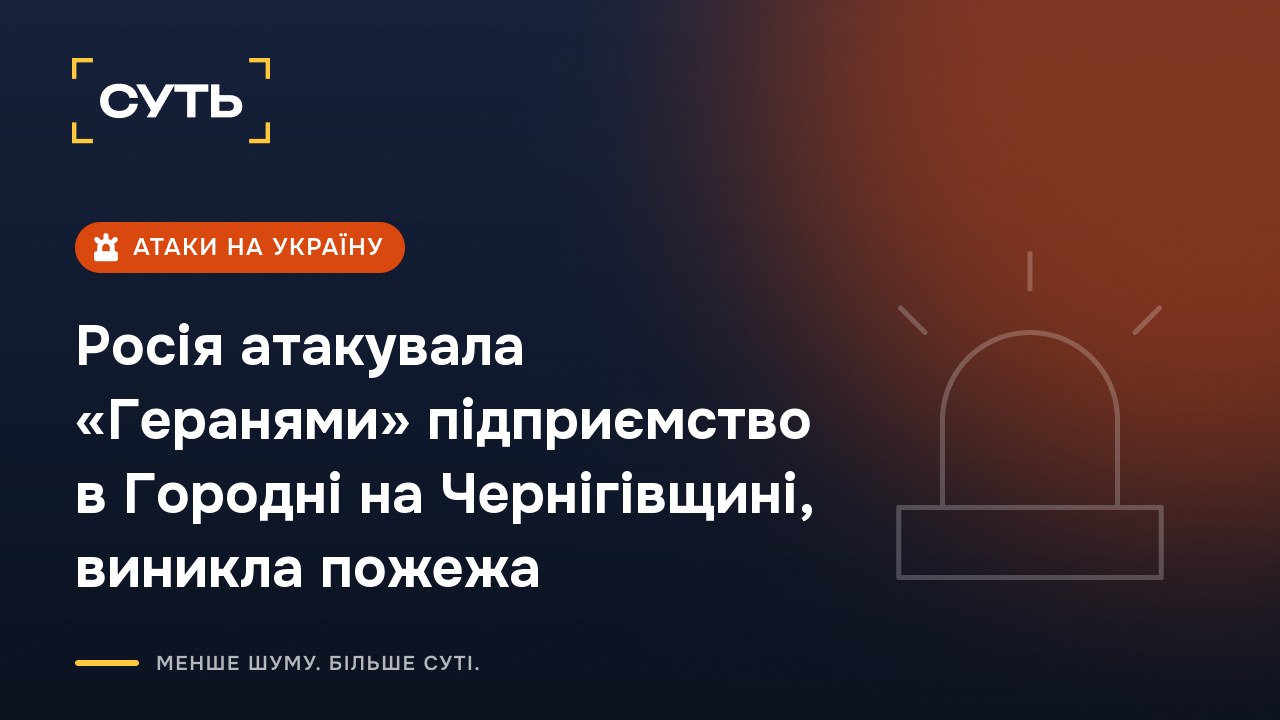 СУТЬ
АТАКИ НА УКРАЇНУ
Росія атакувала
«Геранями» підприємство
в Городні на Чернігівщині,
виникла пожежа
МЕНШЕ ШУМУ. БІЛЬШЕ СУТІ.